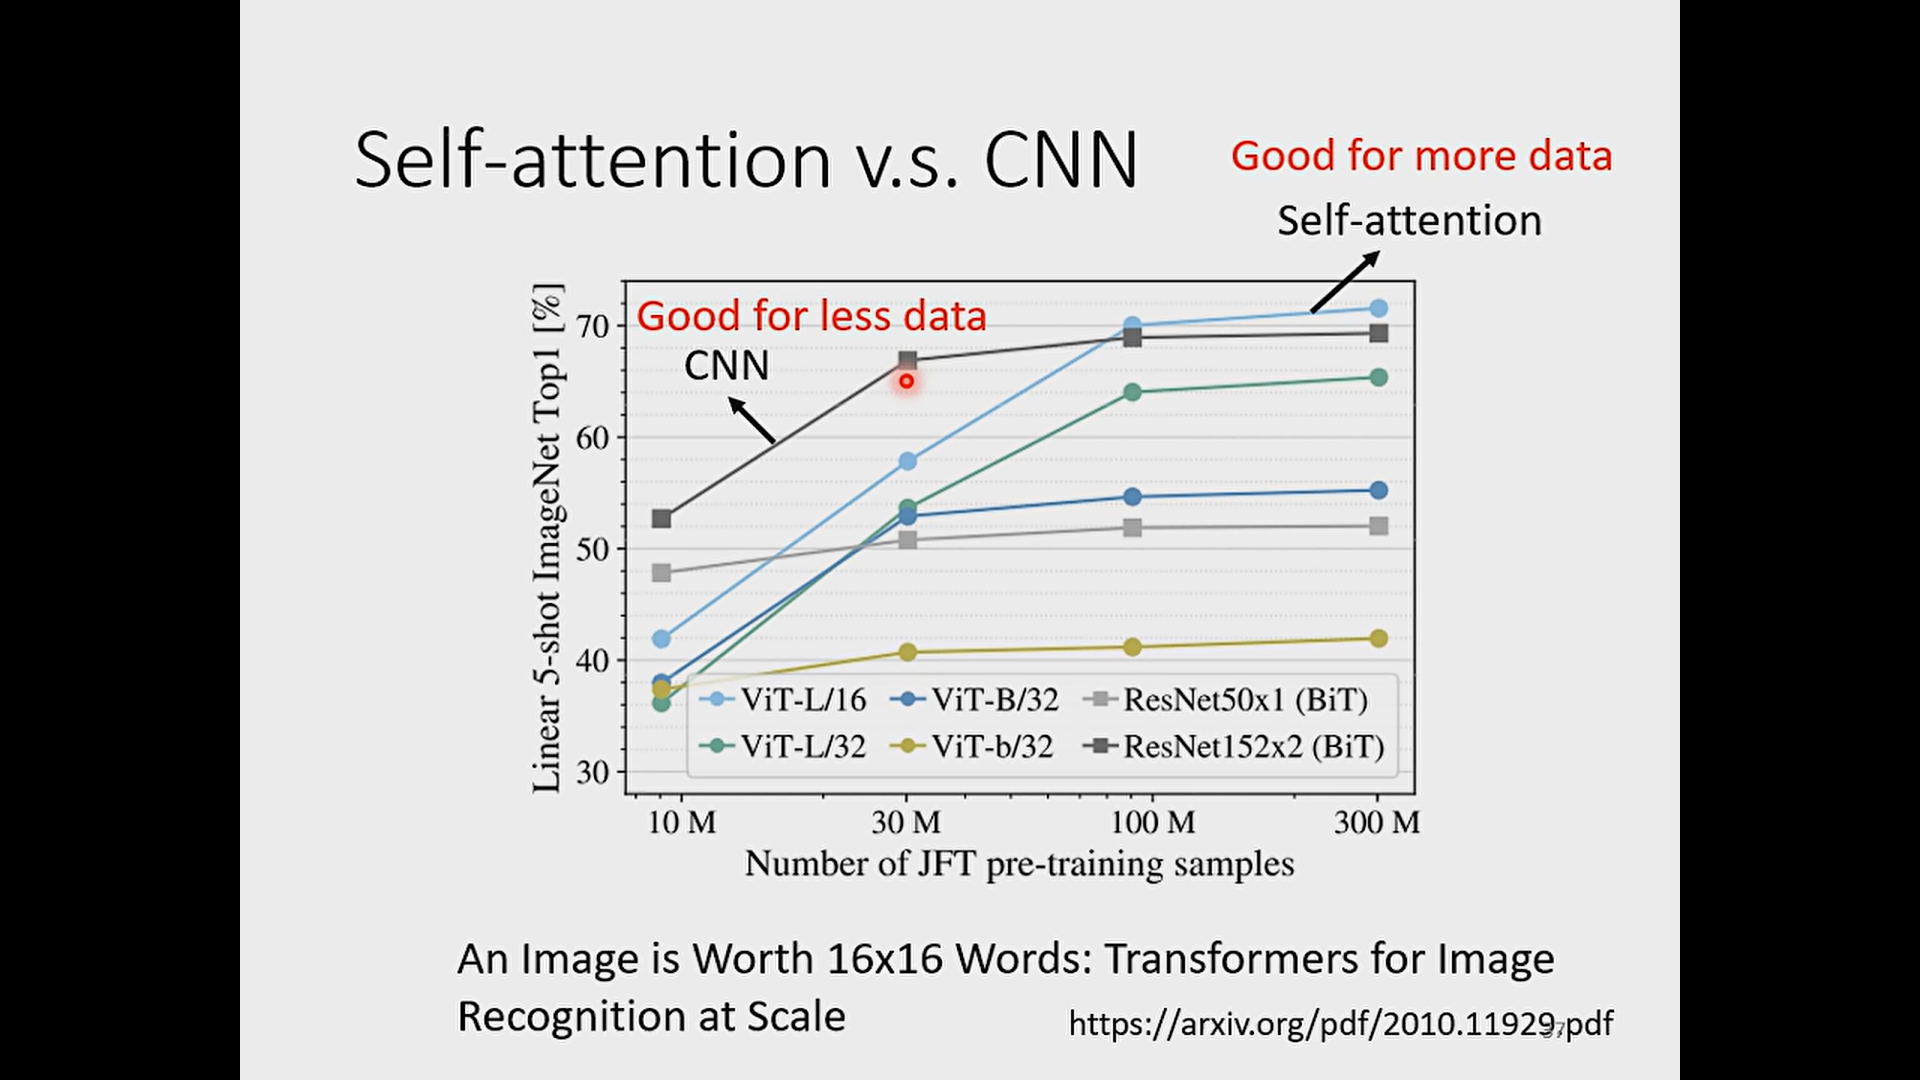 Self-attention v.s. CNN
Good for more data
Self-attention
Good for less data
CNN
Linear 5-shot ImageNet Top1 [%]
70
60
50
40
30
ViT-L/16 ViT-B/32 ResNet50x1 (BiT)
ViT-L/32 ViT-b/32 ResNet152x2 (BiT)
10 M 30 M 100 M 300 M
Number of JFT pre-training samples
An Image is Worth 16x16 Words: Transformers for Image
Recognition at Scale
https://arxiv.org/pdf/2010.11929.pdf
37